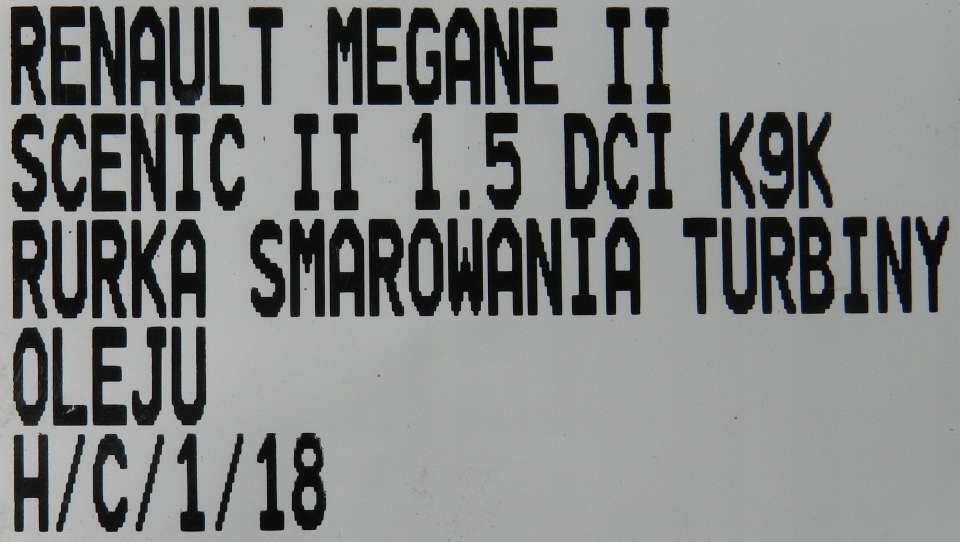 RENAULT MEGANE II
SCENIC II 1.5 DCI K9K
RURKA SMAROWANIA TURBINY
OLEJU
H/C/1/18